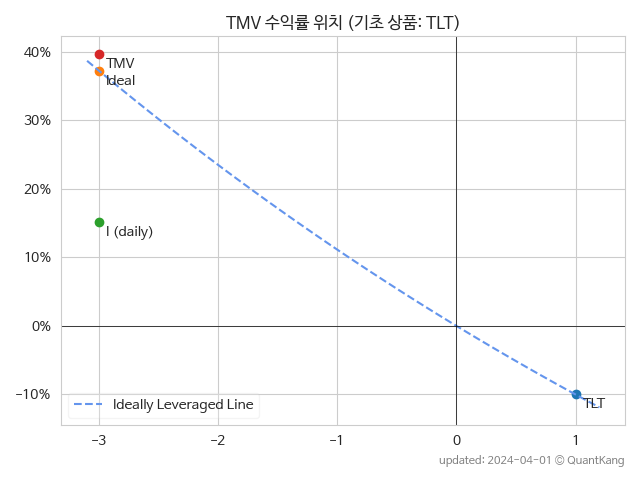 TMV 수익률 위치 (기초 상품: TLT)
40%
30%
20%
10%
0%
−10%
TMV
Ideal
I (daily)
TLT
Ideally Leveraged Line
−3
−2
−1
0
1
updated: 2024-04-01 © QuantKang